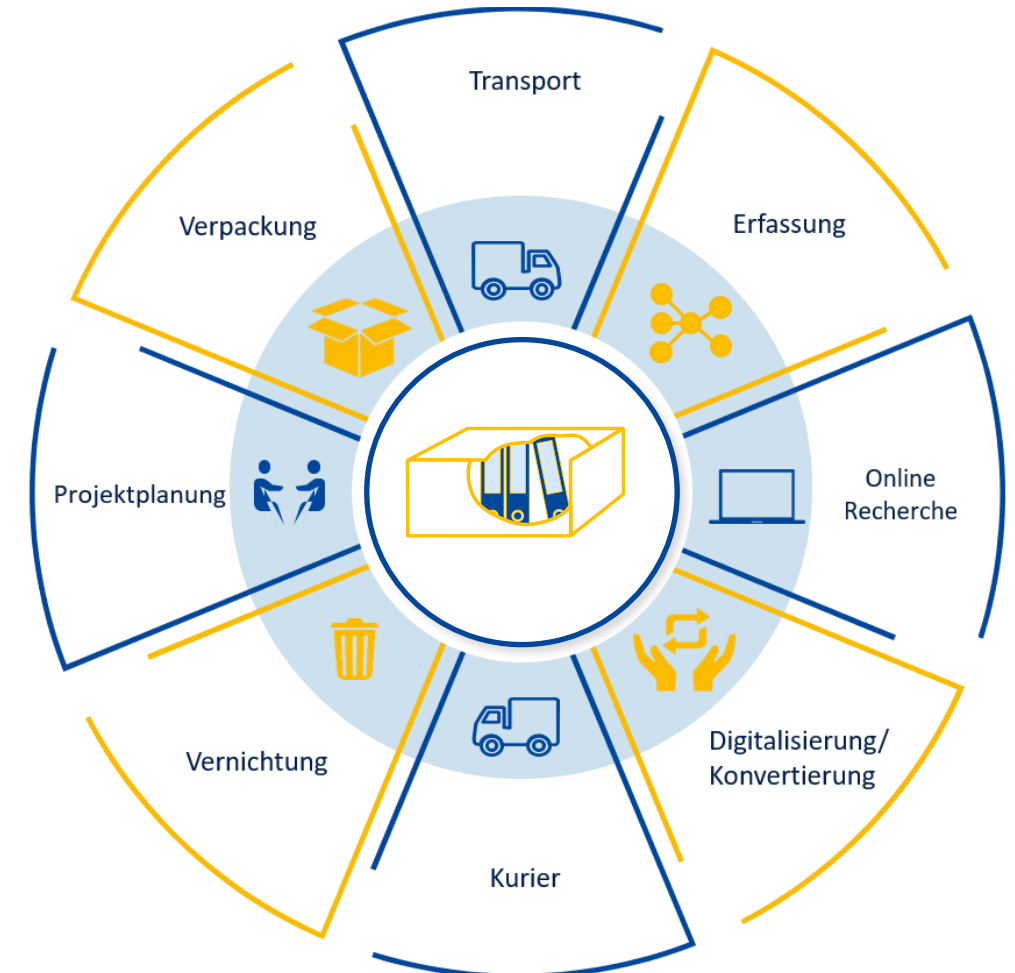 Transport
Verpackung
Erfassung
Projektplanung
Online
Recherche
Vernichtung
Digitalisierung/
Konvertierung
Kurier